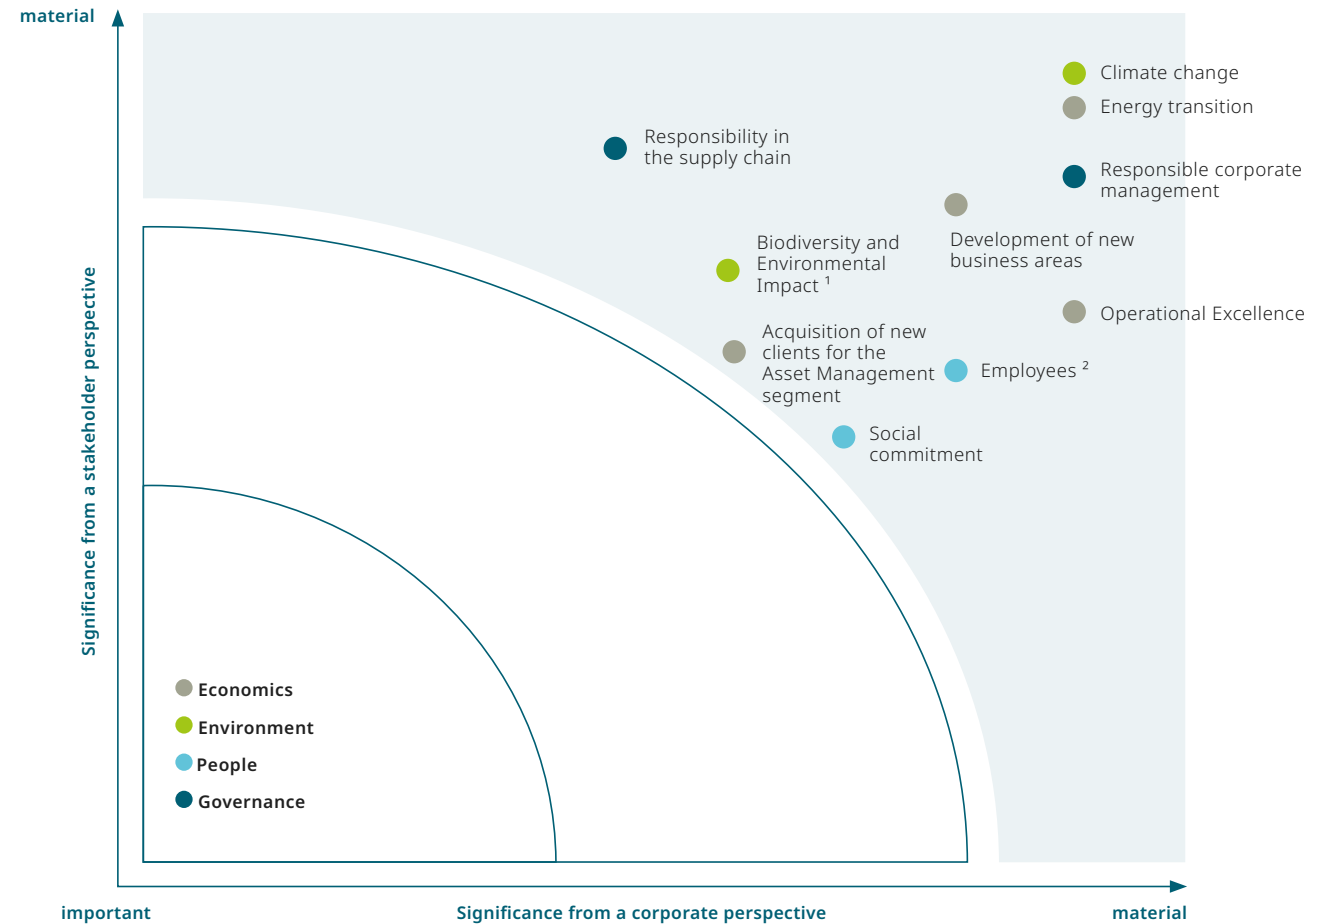 material
Climate change
Energy transition
Responsibility in
the supply chain
Responsible corporate
management
Development of new
business areas
Biodiversity and
Environmental
Impact ¹
Operational Excellence
Acquisition of new
clients for the
Asset Management
segment
Employees ²
Social
commitment
Significance from a stakeholder perspective
Economics
Environment
People
Governance
important
Significance from a corporate perspective
material